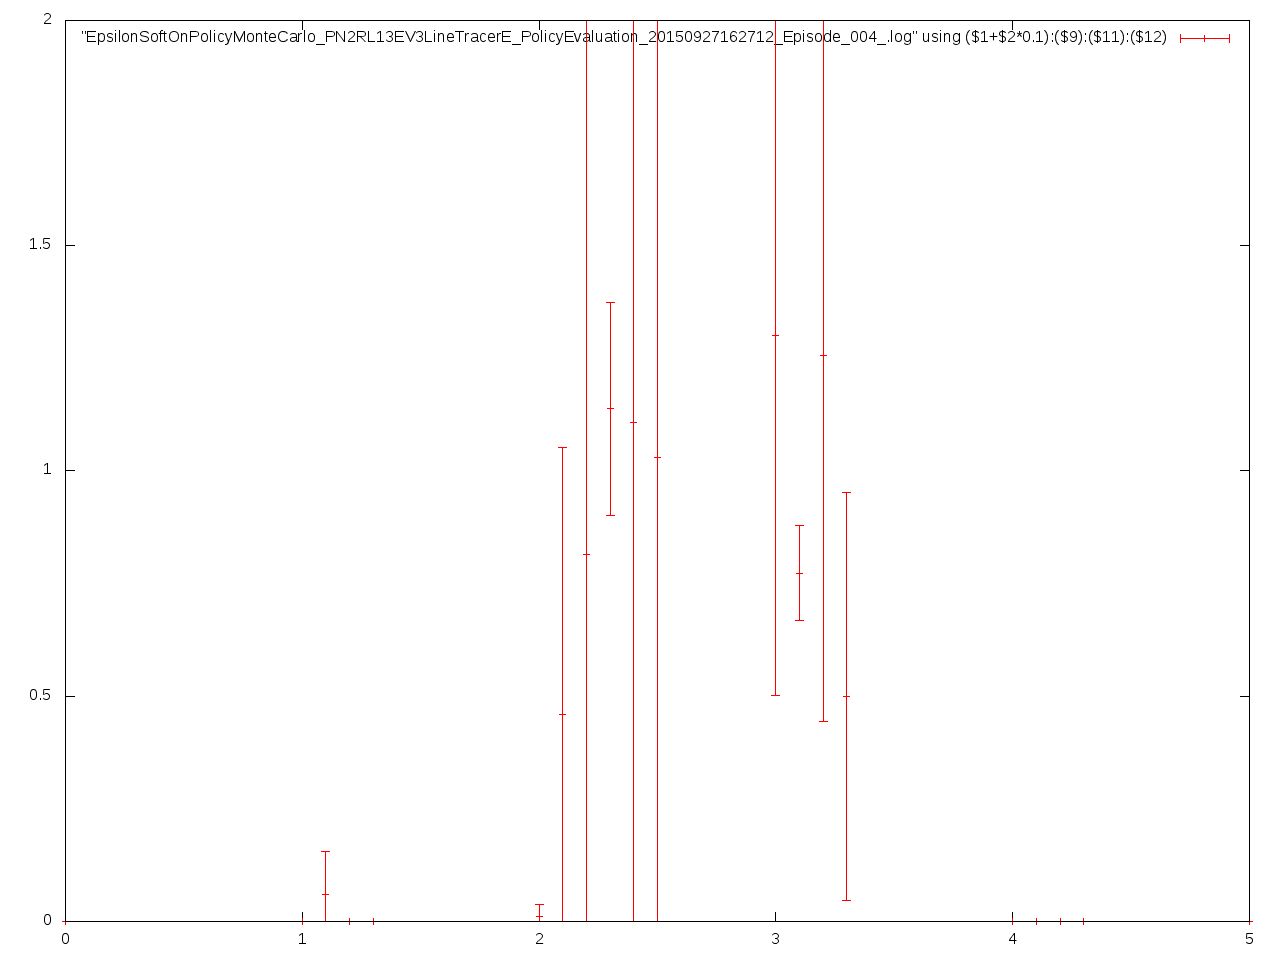 2
"EpsilonSoftOnPolicyMonteCarlo_PN2RL13EV3LineTracerE_PolicyEvaluation_20150927162712_Episode_004_.log" using ($1+$2*0.1):($9):($11):($12)
1.5
1
0.5
0
0 1 2 3 4 5